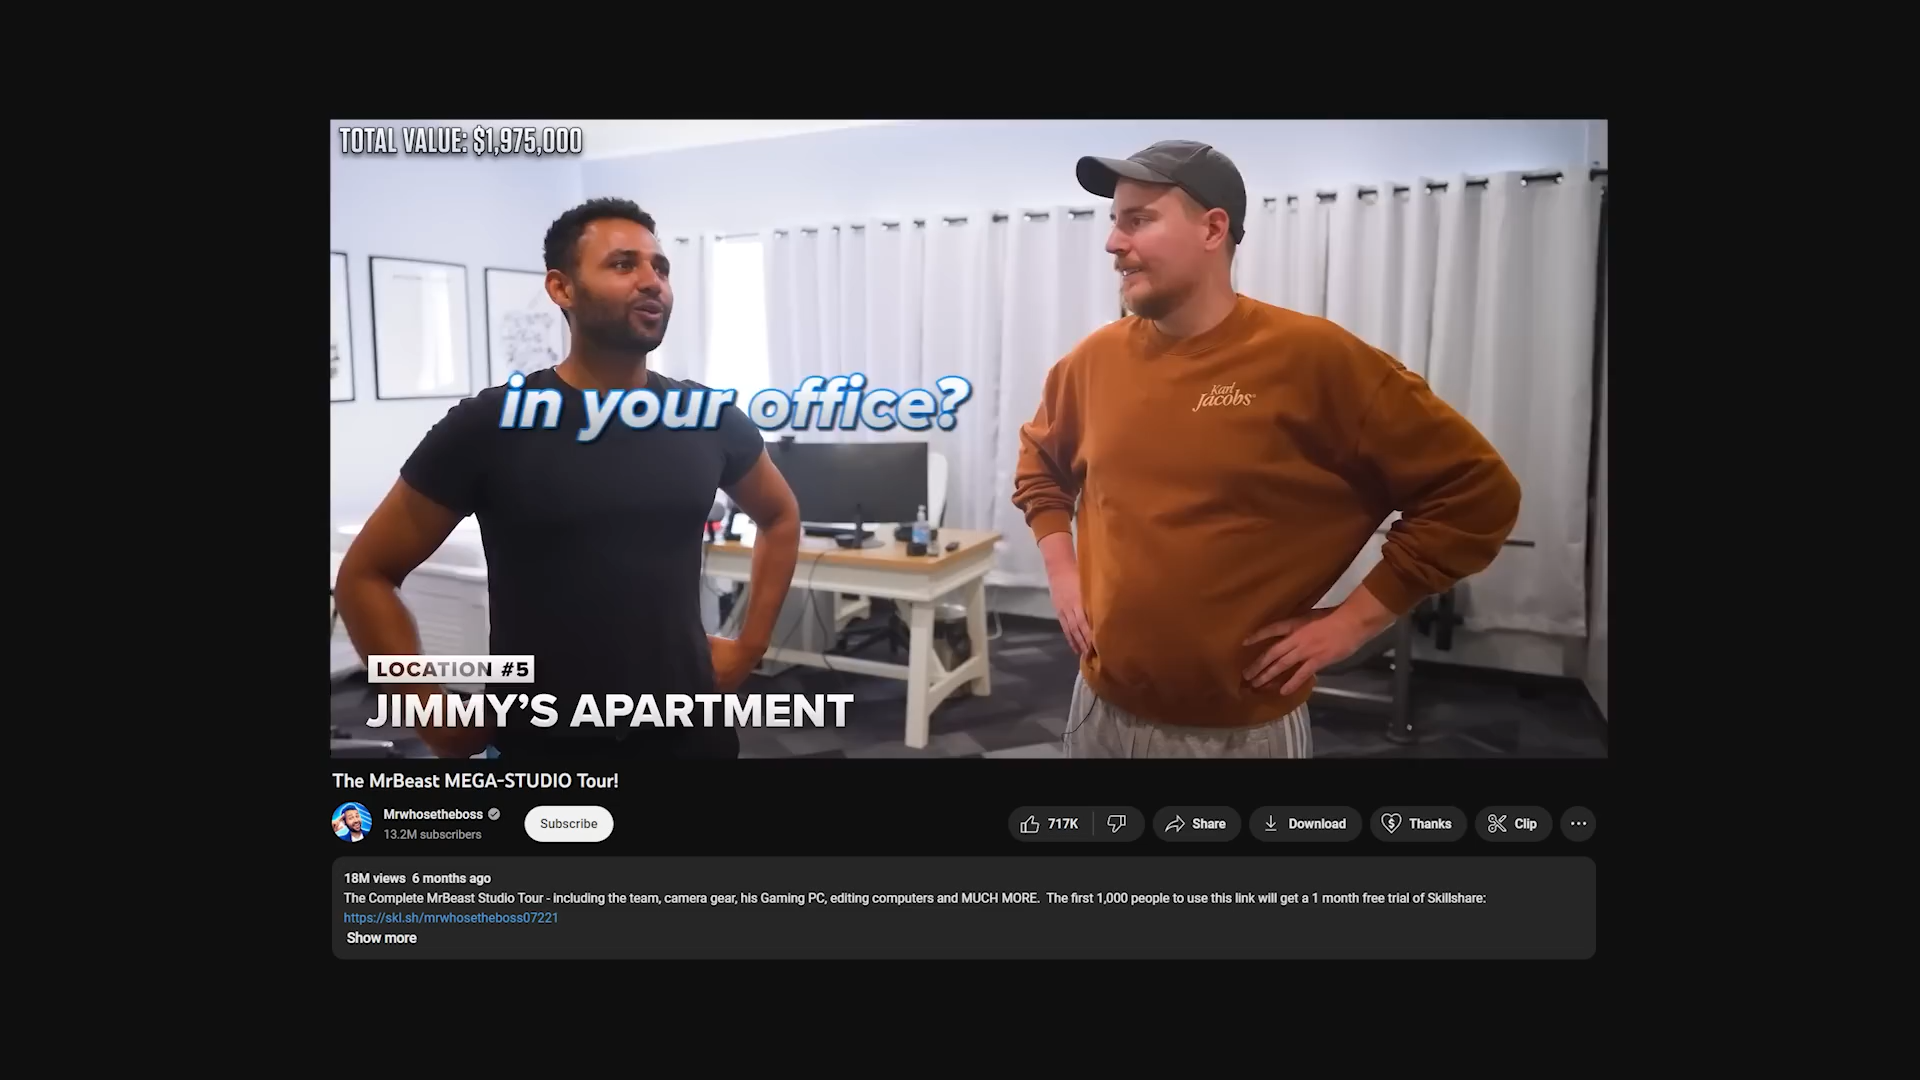 TOTAL VALUE: $1,975,000
Karl
Jacobs
in your office?
LOCATION #5
JIMMY'S APARTMENT
The MrBeast MEGA-STUDIO Tour!
Mrwhosetheboss
13.2M subscribers
Subscribe
717K
Share
Download
Thanks
Clip
18M views 6 months ago
The Complete MrBeast Studio Tour - including the team, camera gear, his Gaming PC, editing computers and MUCH MORE. The first 1,000 people to use this link will get a 1 month free trial of Skillshare:
https://skl.sh/mrwhosetheboss07221
Show more